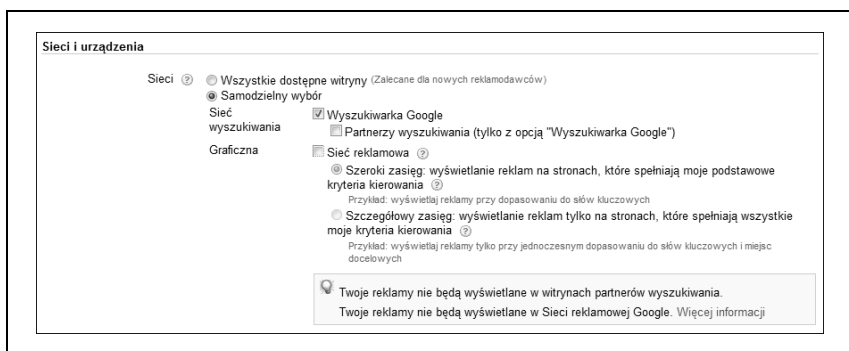 Sieci i urządzenia
Sieci ? Wszystkie dostępne witryny (Zalecane dla nowych reklamodawców)
Samodzielny wybór
Sieć wyszukiwania Wyszukiwarka Google
Partnerzy wyszukiwania (tylko z opcją "Wyszukiwarka Google")
Graficzna Sieć reklamowa ?
Szeroki zasięg: wyświetlanie reklam na stronach, które spełniają moje podstawowe
kryteria kierowania ?
Przykład: wyświetlaj reklamy przy dopasowaniu do słów kluczowych
Szczegółowy zasięg: wyświetlanie reklam tylko na stronach, które spełniają wszystkie
moje kryteria kierowania ?
Przykład: wyświetlaj reklamy tylko przy jednoczesnym dopasowaniu do słów kluczowych i miejsc
docelowych
Twoje reklamy nie będą wyświetlane w witrynach partnerów wyszukiwania.
Twoje reklamy nie będą wyświetlane w Sieci reklamowej Google. Więcej informacji